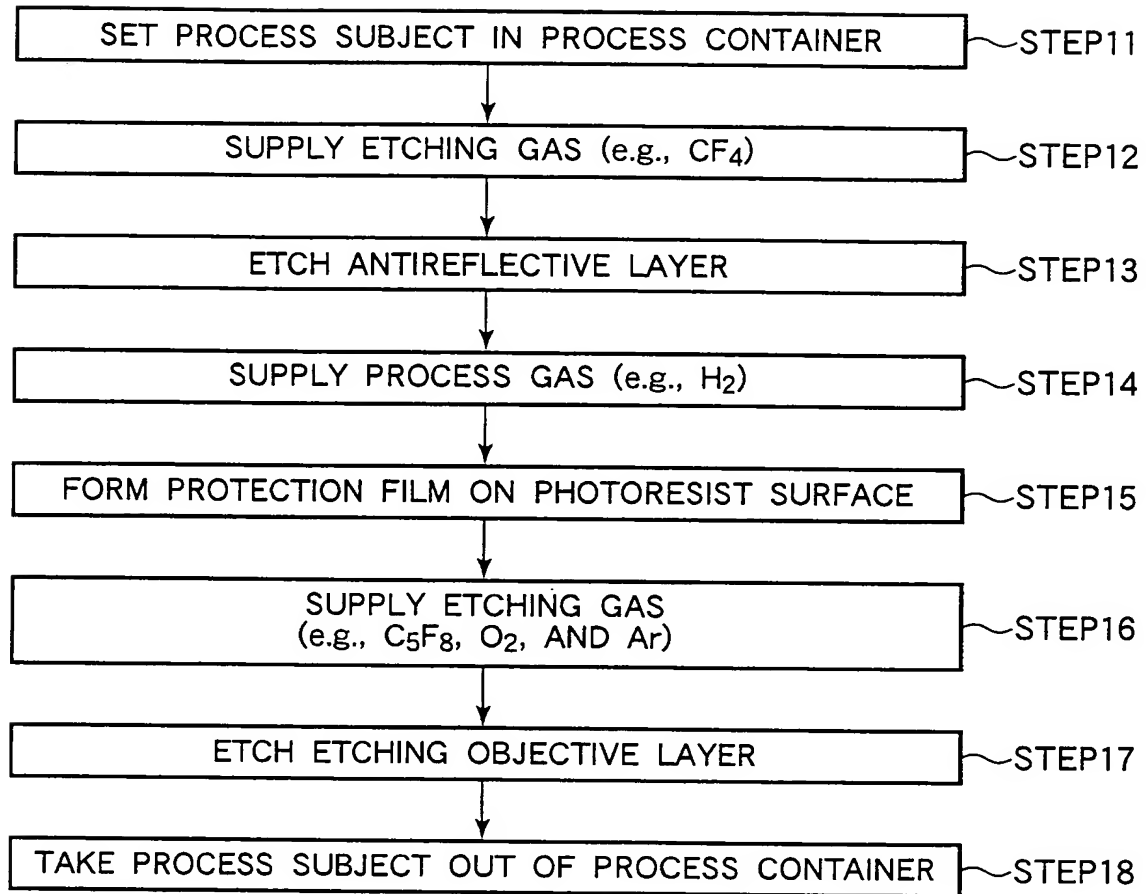 SET PROCESS SUBJECT IN PROCESS CONTAINER STEP11
SUPPLY ETCHING GAS (e.g., CF4) STEP12
ETCH ANTIREFLECTIVE LAYER STEP13
SUPPLY PROCESS GAS (e.g., H2) STEP14
FORM PROTECTION FILM ON PHOTORESIST SURFACE STEP15
SUPPLY ETCHING GAS
(e.g., C5F8, O2, AND Ar) STEP16
ETCH ETCHING OBJECTIVE LAYER STEP17
TAKE PROCESS SUBJECT OUT OF PROCESS CONTAINER STEP18